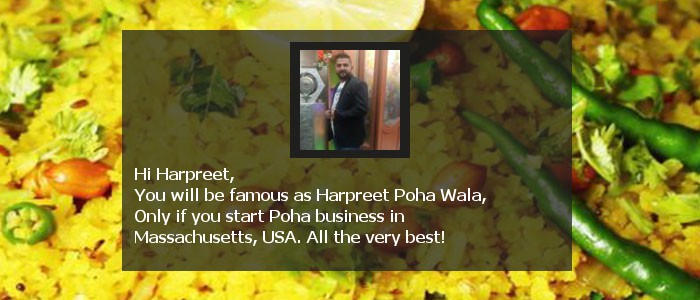 Hi Harpreet,
You will be famous as Harpreet Poha Wala,
Only if you start Poha business in
Massachusetts, USA. All the very best!